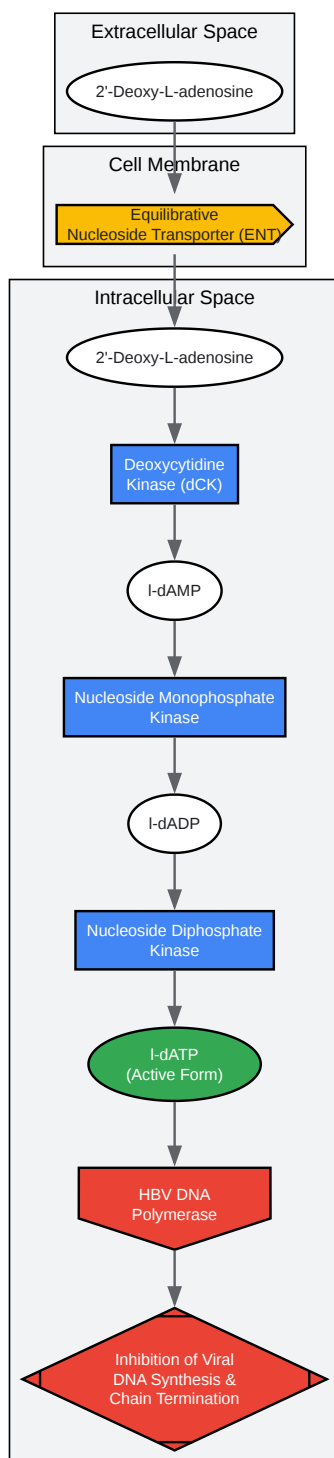 Extracellular Space
2'-Deoxy-L-adenosine
Cell Membrane
Equilibrative
Nucleoside Transporter (ENT)
Intracellular Space
2'-Deoxy-L-adenosine
Deoxycytidine
Kinase (dCK)
l-dAMP
Nucleoside Monophosphate
Kinase
l-dADP
Nucleoside Diphosphate
Kinase
l-dATP
(Active Form)
HBV DNA
Polymerase
Inhibition of Viral
DNA Synthesis &
Chain Termination